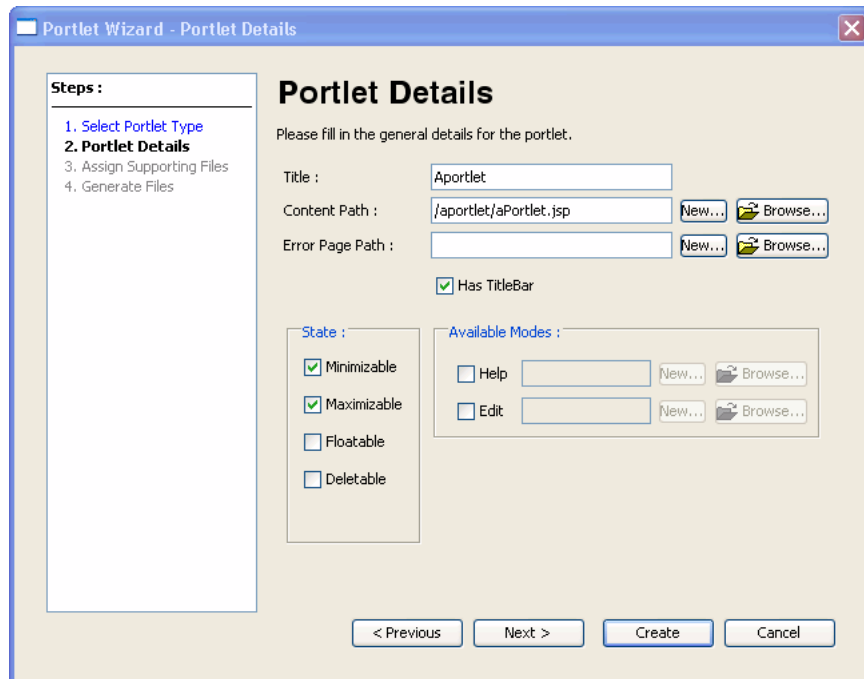 Portlet Wizard - Portlet Details
Steps :
1. Select Portlet Type
2. Portlet Details
3. Assign Supporting Files
4. Generate Files
Portlet Details
Please fill in the general details for the portlet.
Title : Aportlet
Content Path : /aportlet/aPortlet.jsp New... Browse...
Error Page Path : New... Browse...
Has TitleBar
State :
Minimizable
Maximizable
Floatable
Deletable
Available Modes :
Help New... Browse...
Edit New... Browse...
< Previous Next > Create Cancel